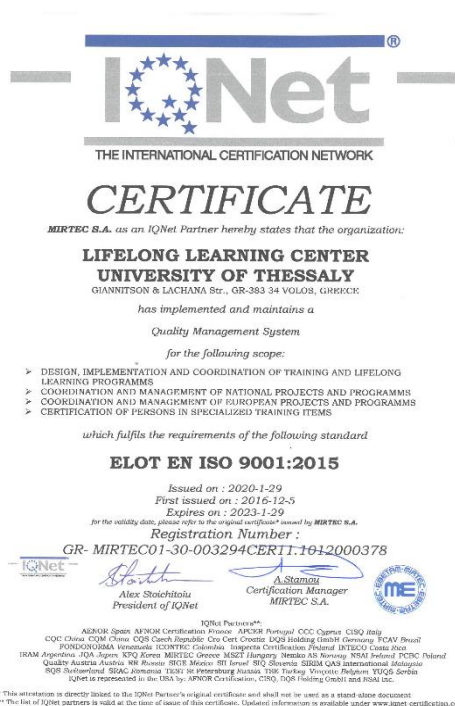 IQNet ®
THE INTERNATIONAL CERTIFICATION NETWORK
CERTIFICATE
MIRTEC S.A. as an IQNet Partner hereby states that the organization:
LIFELONG LEARNING CENTER
UNIVERSITY OF THESSALY
GIANNITSON & LACHANA Str., GR-383 34 VOLOS, GREECE
has implemented and maintains a
Quality Management System
for the following scope:
➢ DESIGN, IMPLEMENTATION AND COORDINATION OF TRAINING AND LIFELONG
LEARNING PROGRAMMS
➢ COORDINATION AND MANAGEMENT OF NATIONAL PROJECTS AND PROGRAMMS
➢ COORDINATION AND MANAGEMENT OF EUROPEAN PROJECTS AND PROGRAMMS
➢ CERTIFICATION OF PERSONS IN SPECIALIZED TRAINING ITEMS
which fulfils the requirements of the following standard
ELOT EN ISO 9001:2015
Issued on : 2020-1-29
First issued on : 2016-12-5
Expires on : 2023-1-29
for the validity date, please refer to the original certificate* issued by MIRTEC S.A.
Registration Number :
GR- MIRTEC01-30-003294CERT1.1012000378
IQNet
Alex Stoichitoiu
President of IQNet
A.Stamou
Certification Manager
MIRTEC S.A.
IQNet Partners**:
AENOR Spain AFNOR Certification France APCER Portugal CCC Cyprus CISQ Italy
CQC China CQM China CQS Czech Republic Cro Cert Croatia DQS Holding GmbH Germany FCAV Brazil
FONDONORMA Venezuela ICONTEC Colombia Inspecta Certification Finland INTECO Costa Rica
IRAM Argentina JQA Japan KFQ Korea MIRTEC Greece MSZT Hungary Nemko AS Norway NSAI Ireland PCBC Poland
Quality Austria Austria RR Russia SIGE México SII Israel SIQ Slovenia SIRIM QAS international Malaysia
SQS Switzerland SRAC Romania TEST St Petersburg Russia TSE Turkey Vinçotte Belgium YUQS Serbia
IQNet is represented in the USA by: AFNOR Certification, CISQ, DQS Holding GmbH and NSAI Inc.
This attestation is directly linked to the IQNet Partner's original certificate and shall not be used as a stand-alone document
** The list of IQNet partners is valid at the time of issue of this certificate. Updated information is available under www.iqnet-certification.co